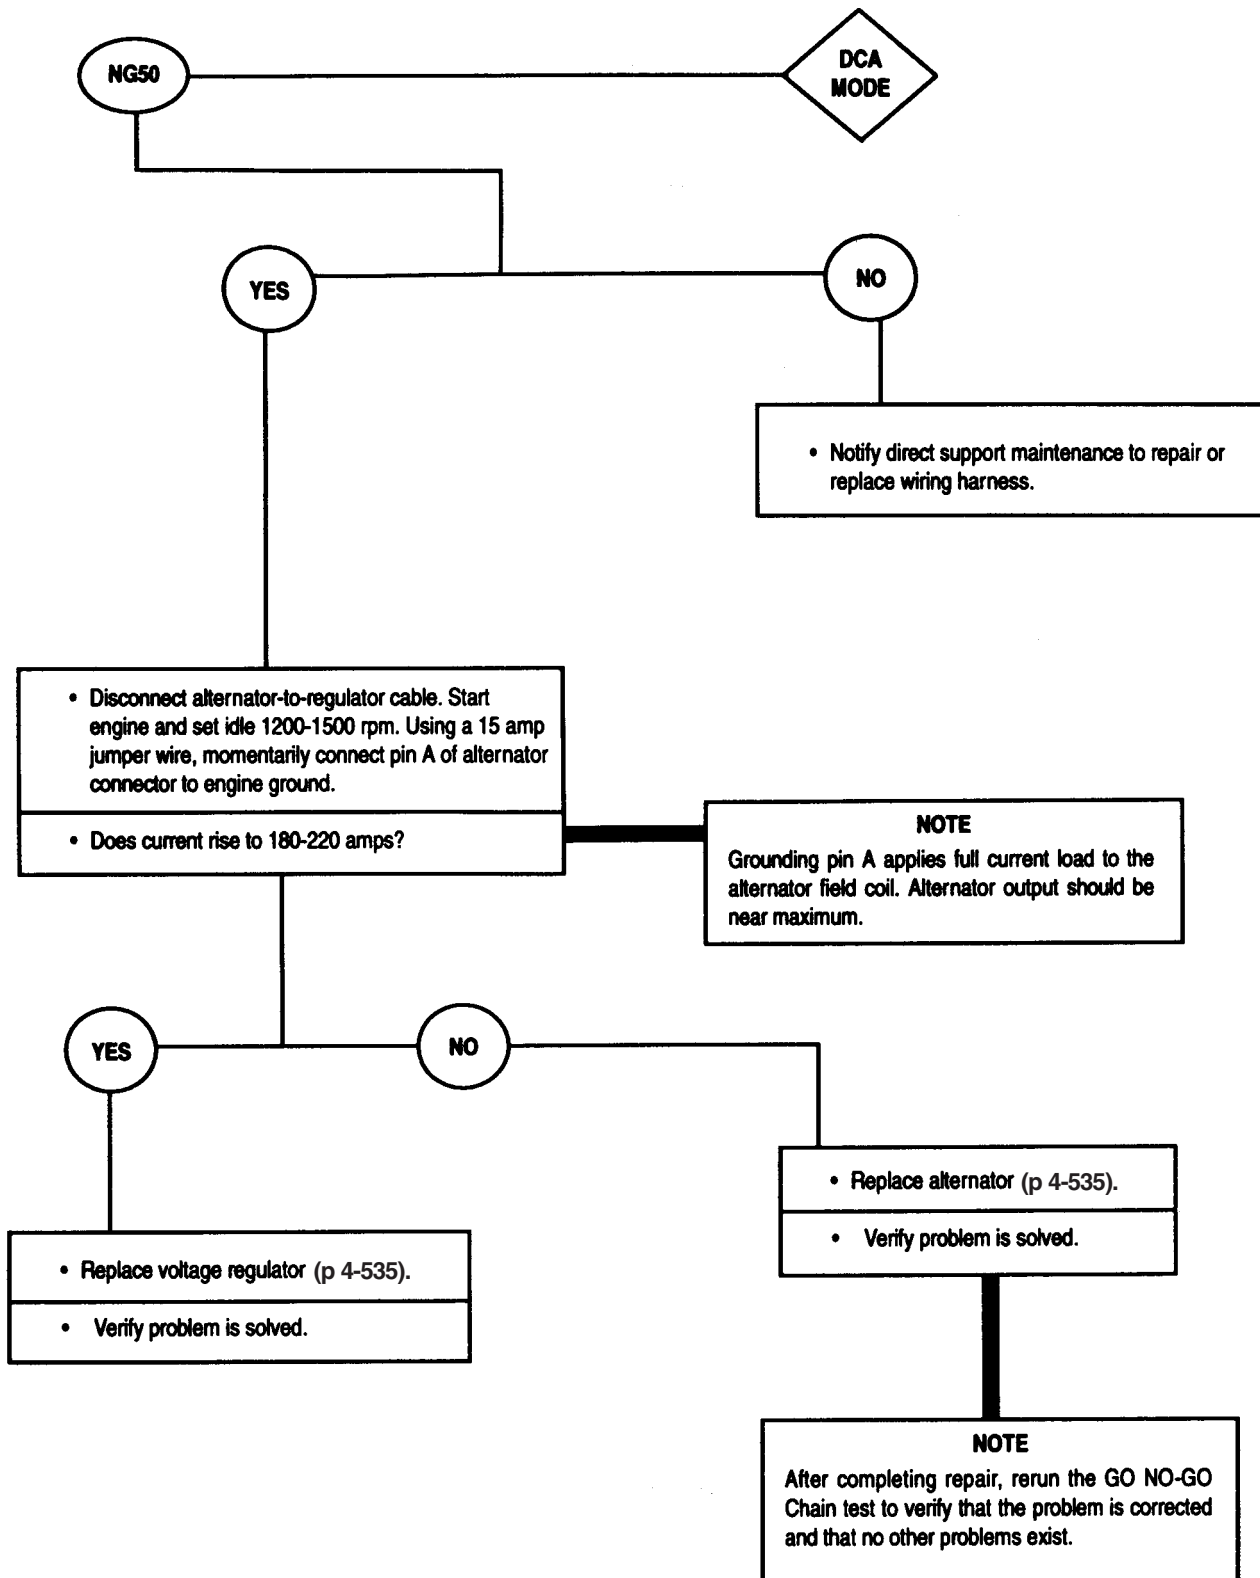 NG50
DCA
MODE
YES
NO
• Notify direct support maintenance to repair or
replace wiring harness.
• Disconnect alternator-to-regulator cable. Start
engine and set idle 1200-1500 rpm. Using a 15 amp
jumper wire, momentarily connect pin A of alternator
connector to engine ground.
• Does current rise to 180-220 amps?
NOTE
Grounding pin A applies full current load to the
alternator field coil. Alternator output should be
near maximum.
YES
NO
• Replace alternator (p 4-535).
• Verify problem is solved.
• Replace voltage regulator (p 4-535).
• Verify problem is solved.
NOTE
After completing repair, rerun the GO NO-GO
Chain test to verify that the problem is corrected
and that no other problems exist.